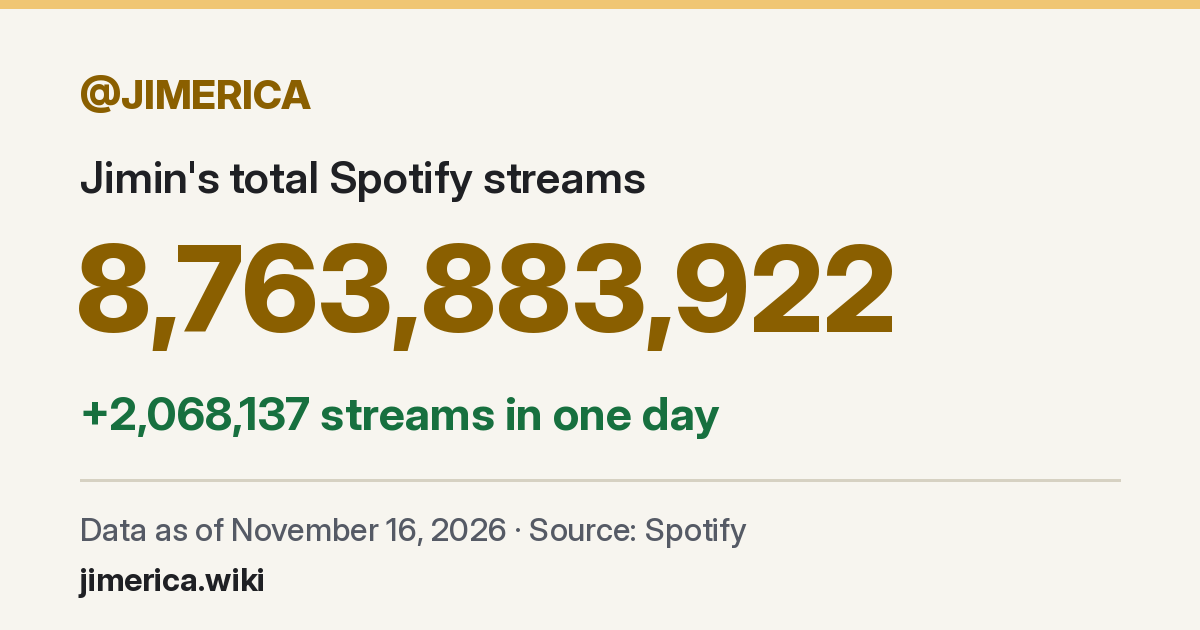 @JIMERICA
Jimin's total Spotify streams
8,763,883,922
+2,068,137 streams in one day
Data as of November 16, 2026 · Source: Spotify
jimerica.wiki